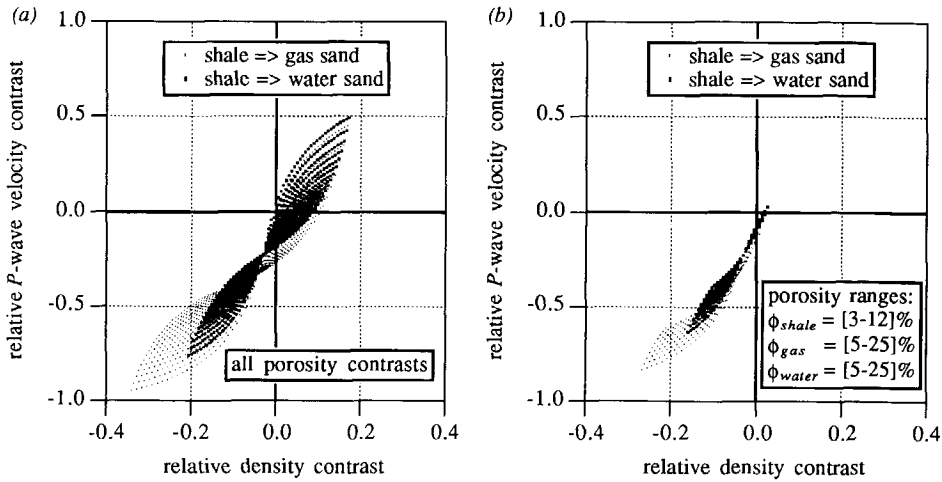 (a)
1.0
0.5
0.0
-0.5
-1.0
relative P-wave velocity contrast
shale => gas sand
shale => water sand
all porosity contrasts
-0.4 -0.2 0.0 0.2 0.4
relative density contrast
(b)
1.0
0.5
0.0
-0.5
-1.0
relative P-wave velocity contrast
shale => gas sand
shale => water sand
porosity ranges:
ϕshale = [3-12]%
ϕgas = [5-25]%
ϕwater = [5-25]%
-0.4 -0.2 0.0 0.2 0.4
relative density contrast